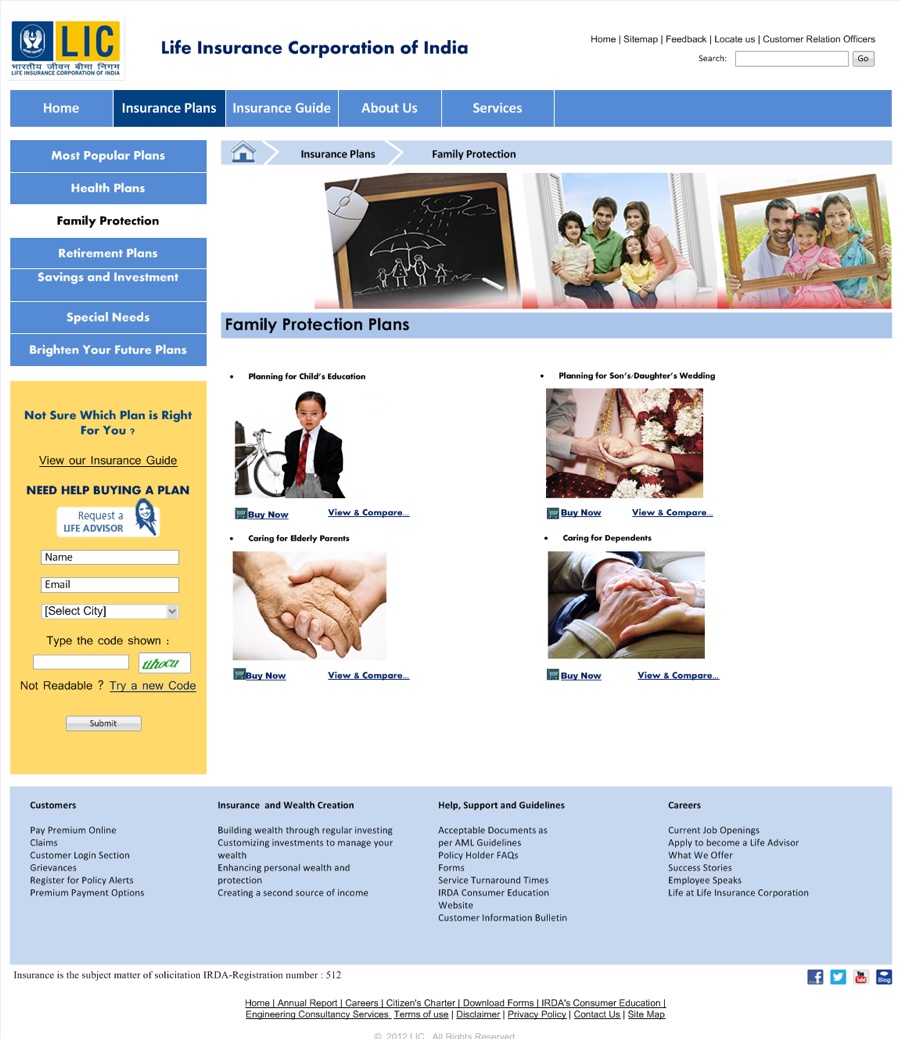 LIC
भारतीय जीवन बीमा निगम
LIFE INSURANCE CORPORATION OF INDIA
Life Insurance Corporation of India
Home | Sitemap | Feedback | Locate us | Customer Relation Officers
Search:
Go
Home
Insurance Plans
Insurance Guide
About Us
Services
Most Popular Plans
Health Plans
Family Protection
Retirement Plans
Savings and Investment
Special Needs
Brighten Your Future Plans
Not Sure Which Plan is Right
For You ?
View our Insurance Guide
NEED HELP BUYING A PLAN
Request a
LIFE ADVISOR
Name
Email
[Select City]
Type the code shown :
tihocu
Not Readable ? Try a new Code
Submit
Insurance Plans
Family Protection
Family Protection Plans
• Planning for Child's Education
Buy Now
View & Compare...
• Planning for Son's/Daughter's Wedding
Buy Now
View & Compare...
• Caring for Elderly Parents
Buy Now
View & Compare...
• Caring for Dependents
Buy Now
View & Compare...
Customers
Pay Premium Online
Claims
Customer Login Section
Grievances
Register for Policy Alerts
Premium Payment Options
Insurance and Wealth Creation
Building wealth through regular investing
Customizing investments to manage your
wealth
Enhancing personal wealth and
protection
Creating a second source of income
Help, Support and Guidelines
Acceptable Documents as
per AML Guidelines
Policy Holder FAQs
Forms
Service Turnaround Times
IRDA Consumer Education
Website
Customer Information Bulletin
Careers
Current Job Openings
Apply to become a Life Advisor
What We Offer
Success Stories
Employee Speaks
Life at Life Insurance Corporation
Insurance is the subject matter of solicitation IRDA-Registration number : 512
You Tube
Blog
Home | Annual Report | Careers | Citizen's Charter | Download Forms | IRDA's Consumer Education |
Engineering Consultancy Services Terms of use | Disclaimer | Privacy Policy | Contact Us | Site Map
© 2012 LIC. All Rights Reserved